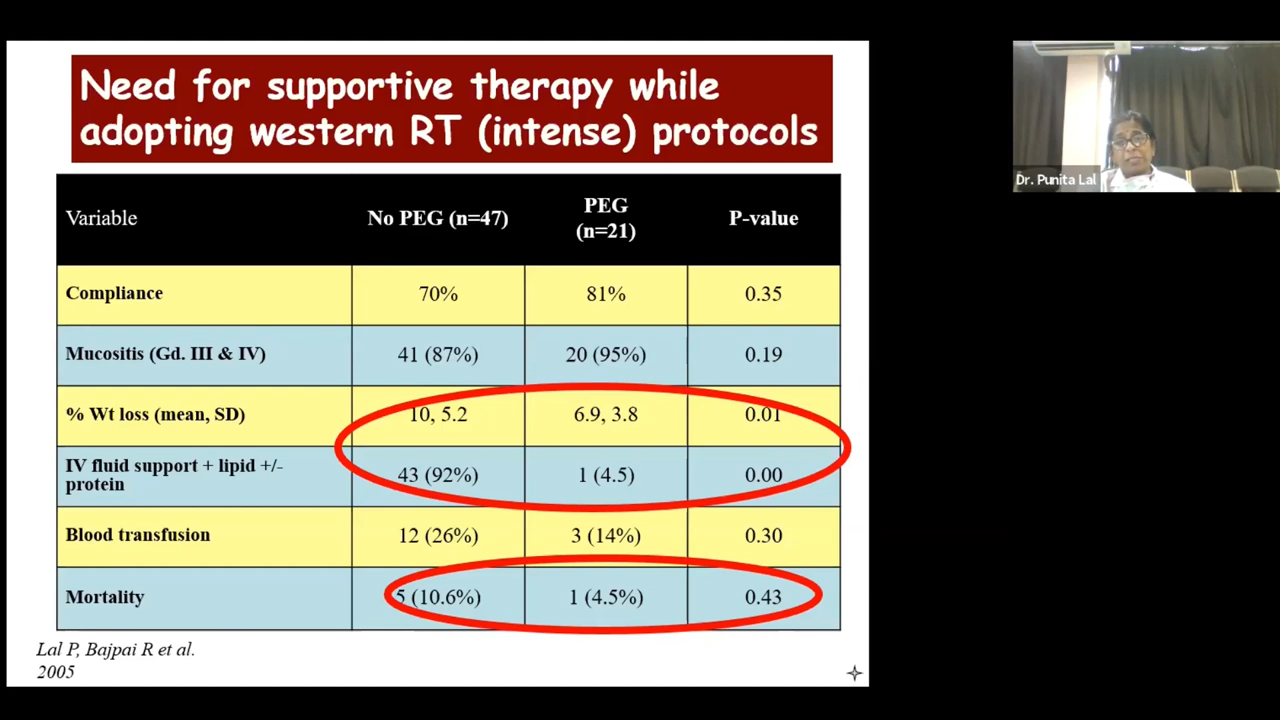 Need for supportive therapy while
adopting western RT (intense) protocols
Variable No PEG (n=47) PEG (n=21) P-value
Compliance 70% 81% 0.35
Mucositis (Gd. III & IV) 41 (87%) 20 (95%) 0.19
% Wt loss (mean, SD) 10, 5.2 6.9, 3.8 0.01
IV fluid support + lipid +/- protein 43 (92%) 1 (4.5) 0.00
Blood transfusion 12 (26%) 3 (14%) 0.30
Mortality 5 (10.6%) 1 (4.5%) 0.43
Lal P, Bajpai R et al.
2005
Dr. Punita Lal